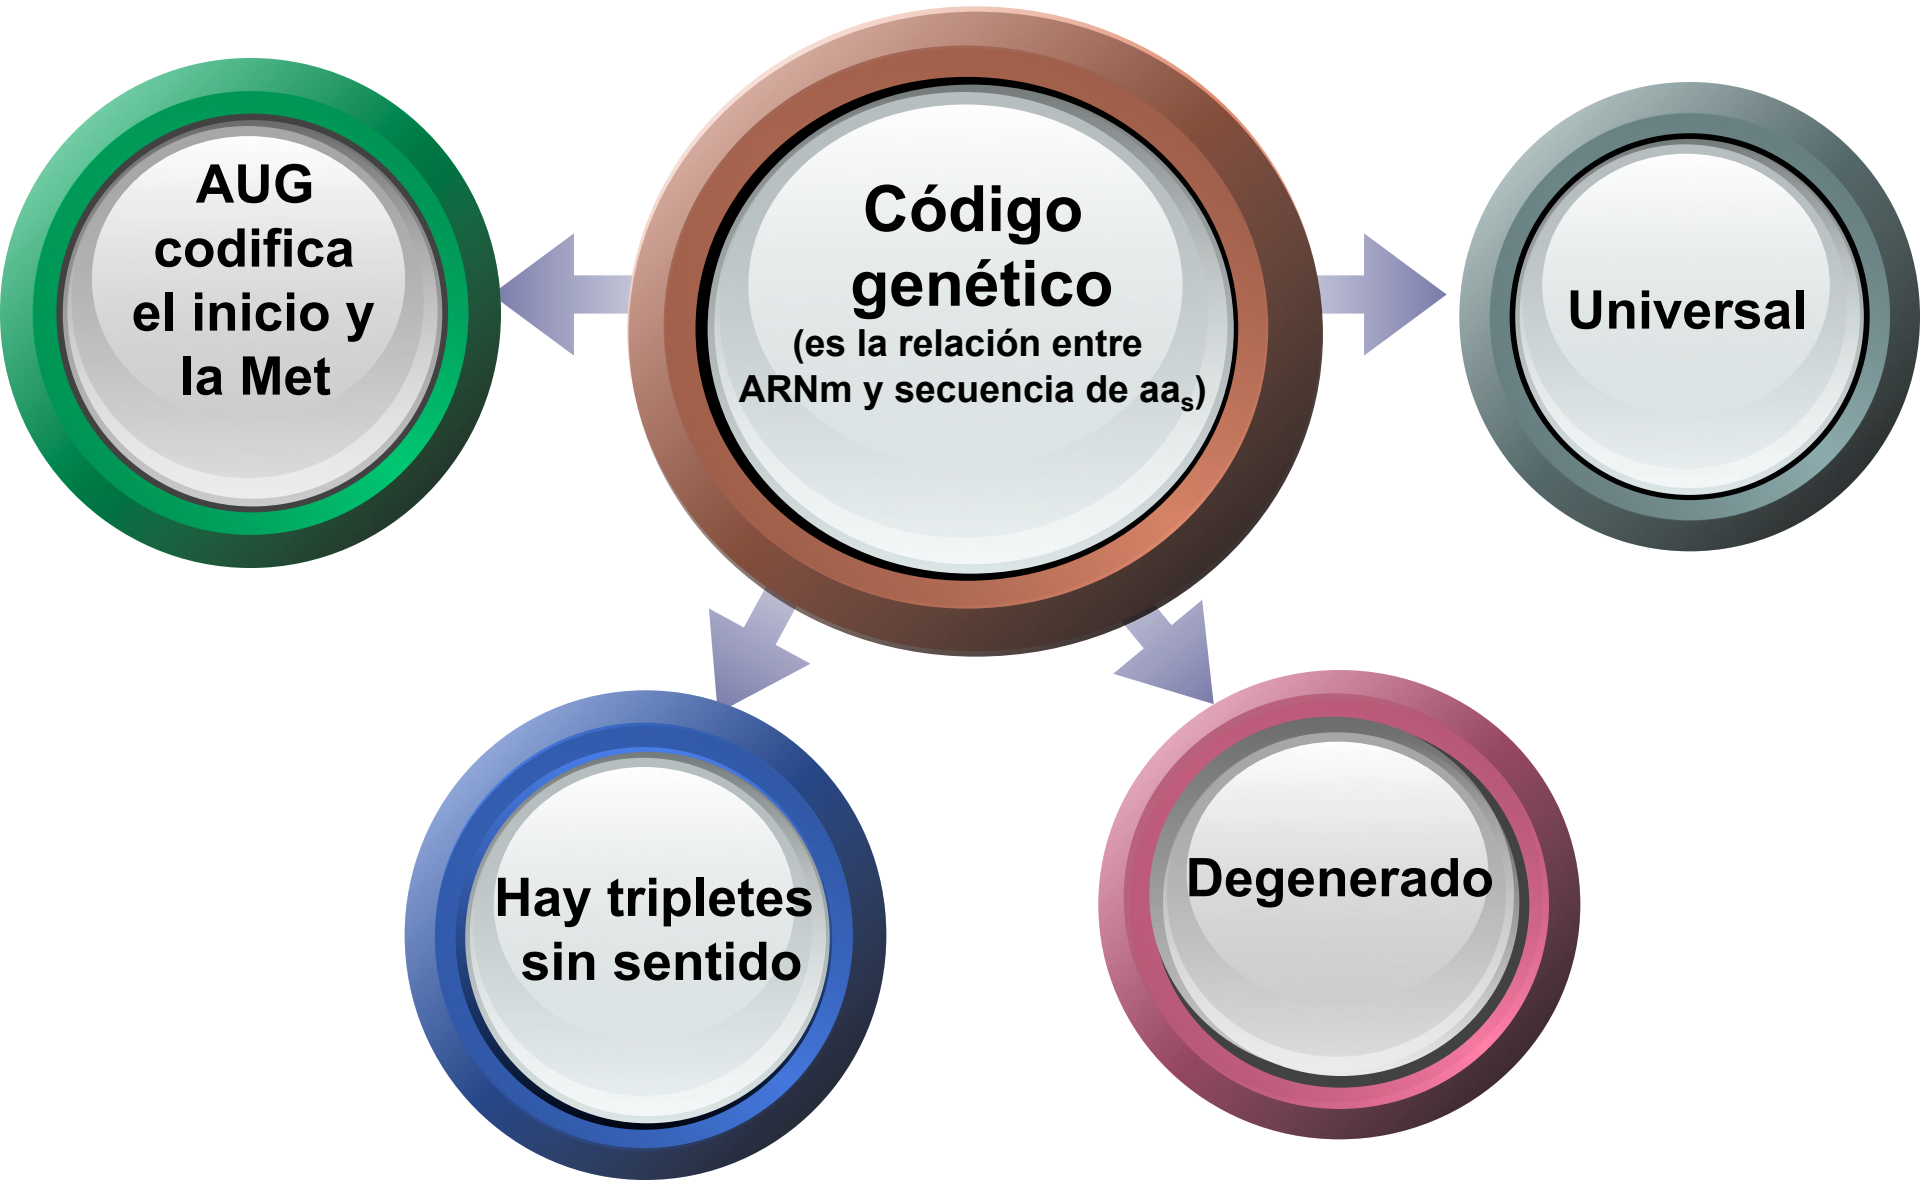 AUG
codifica
el inicio y
la Met
Código
genético
(es la relación entre
ARNm y secuencia de aas)
Universal
Hay tripletes
sin sentido
Degenerado